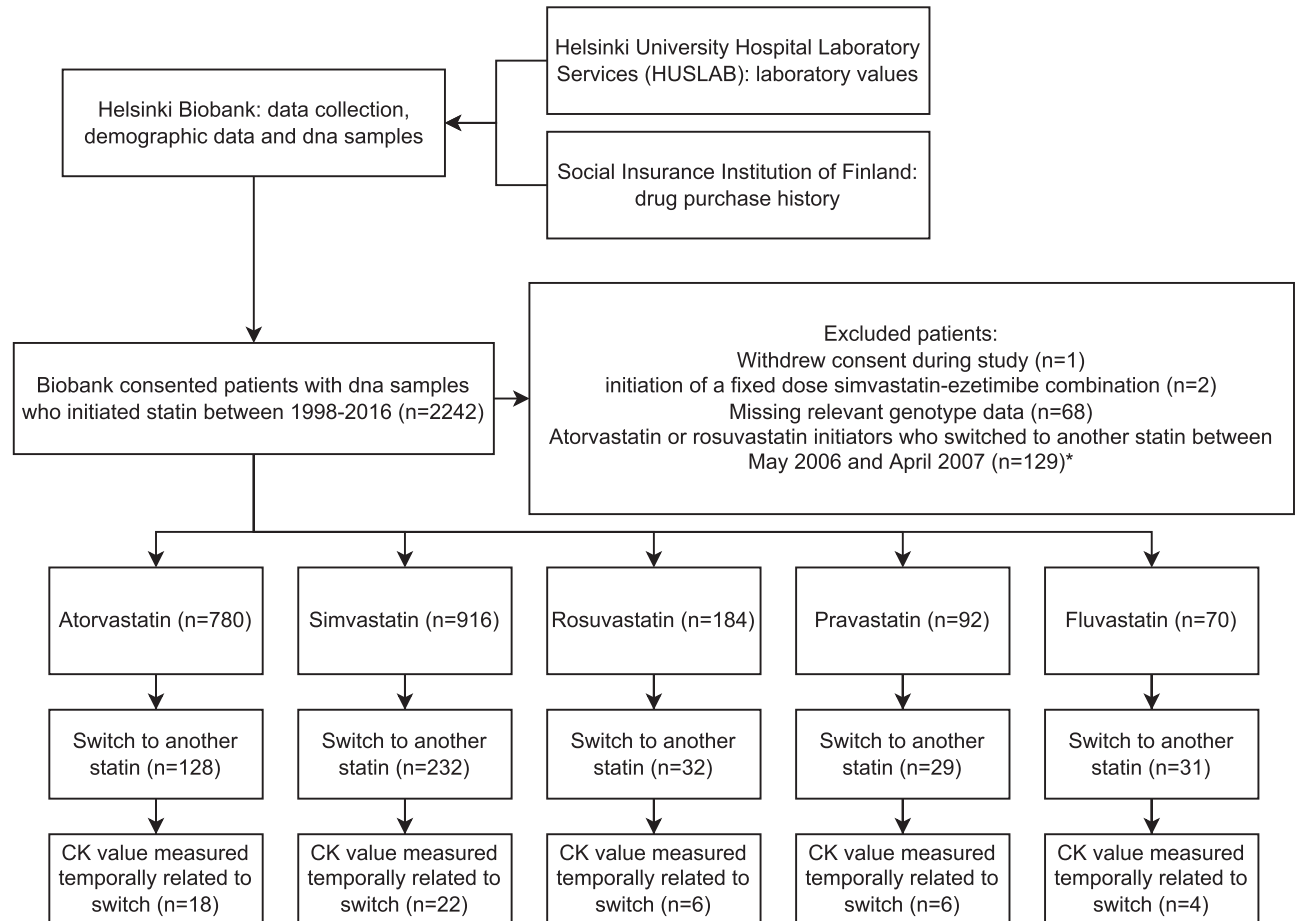 Helsinki University Hospital Laboratory
Services (HUSLAB): laboratory values
Helsinki Biobank: data collection,
demographic data and dna samples
Social Insurance Institution of Finland:
drug purchase history
Biobank consented patients with dna samples
who initiated statin between 1998-2016 (n=2242)
Excluded patients:
Withdrew consent during study (n=1)
initiation of a fixed dose simvastatin-ezetimibe combination (n=2)
Missing relevant genotype data (n=68)
Atorvastatin or rosuvastatin initiators who switched to another statin between
May 2006 and April 2007 (n=129)*
Atorvastatin (n=780)
Simvastatin (n=916)
Rosuvastatin (n=184)
Pravastatin (n=92)
Fluvastatin (n=70)
Switch to another
statin (n=128)
Switch to another
statin (n=232)
Switch to another
statin (n=32)
Switch to another
statin (n=29)
Switch to another
statin (n=31)
CK value measured
temporally related to
switch (n=18)
CK value measured
temporally related to
switch (n=22)
CK value measured
temporally related to
switch (n=6)
CK value measured
temporally related to
switch (n=6)
CK value measured
temporally related to
switch (n=4)